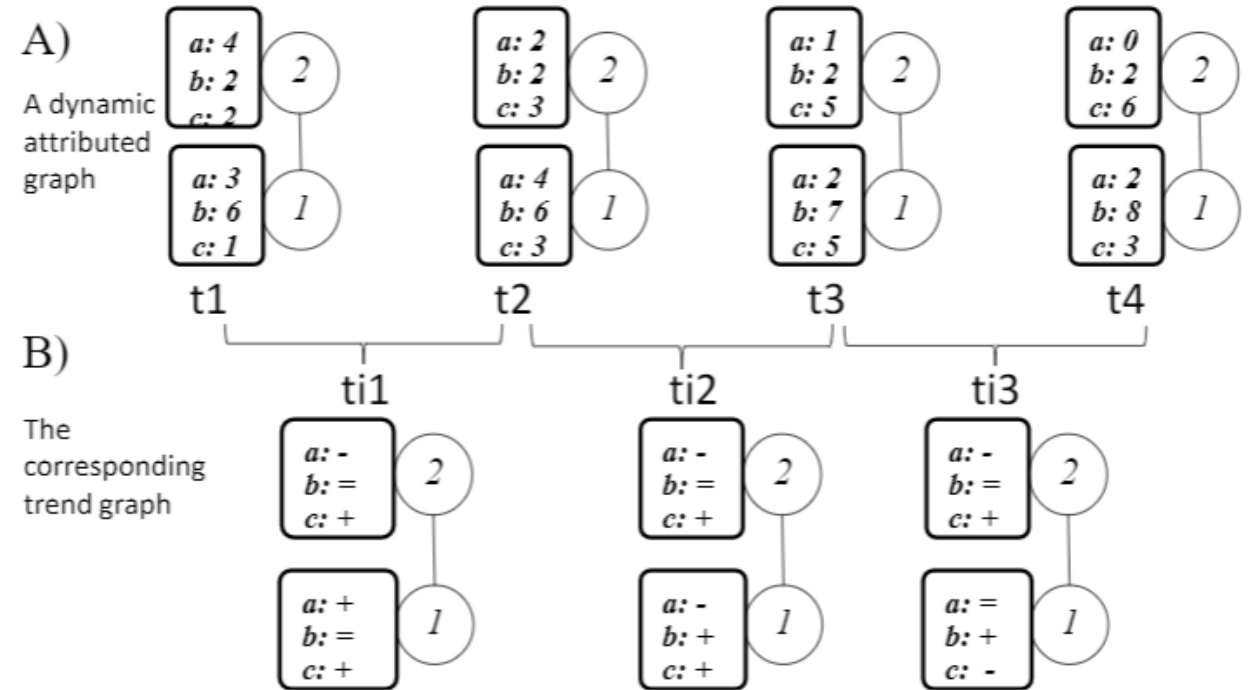 A)
A dynamic
attributed
graph
a: 4
b: 2
c: 2
2
a: 3
b: 6
c: 1
1
t1
a: 2
b: 2
c: 3
2
a: 4
b: 6
c: 3
1
t2
a: 1
b: 2
c: 5
2
a: 2
b: 7
c: 5
1
t3
a: 0
b: 2
c: 6
2
a: 2
b: 8
c: 3
1
t4
B)
The
corresponding
trend graph
ti1
a: -
b: =
c: +
2
a: +
b: =
c: +
1
ti2
a: -
b: =
c: +
2
a: -
b: +
c: +
1
ti3
a: -
b: =
c: +
2
a: =
b: +
c: -
1